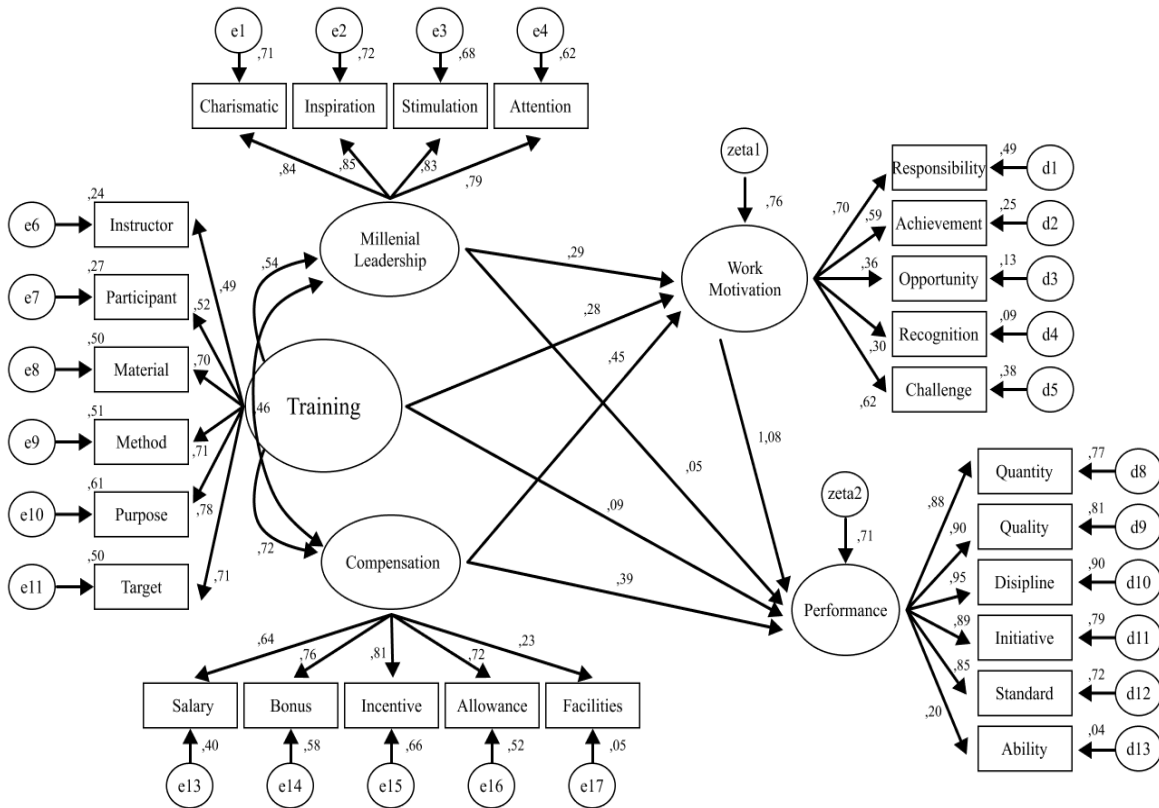 e1
e2
e3
e4
,71
,72
,68
,62
Charismatic
Inspiration
Stimulation
Attention
,84
,85
,83
,79
Millenial
Leadership
e6
,24
Instructor
e7
,27
Participant
e8
,50
Material
e9
,51
Method
e10
,61
Purpose
e11
,50
Target
,49
,52
,70
,71
,78
,71
,54
,46
,72
Training
Compensation
,64
,76
,81
,72
,23
Salary
Bonus
Incentive
Allowance
Facilities
,40
,58
,66
,52
,05
e13
e14
e15
e16
e17
,29
,28
,45
,05
,09
,39
1,08
zeta1
,76
Work
Motivation
,70
,59
,36
,30
,62
Responsibility
,49
d1
Achievement
,25
d2
Opportunity
,13
d3
Recognition
,09
d4
Challenge
,38
d5
zeta2
,71
Performance
,88
,90
,95
,89
,85
,20
Quantity
,77
d8
Quality
,81
d9
Disipline
,90
d10
Initiative
,79
d11
Standard
,72
d12
Ability
,04
d13